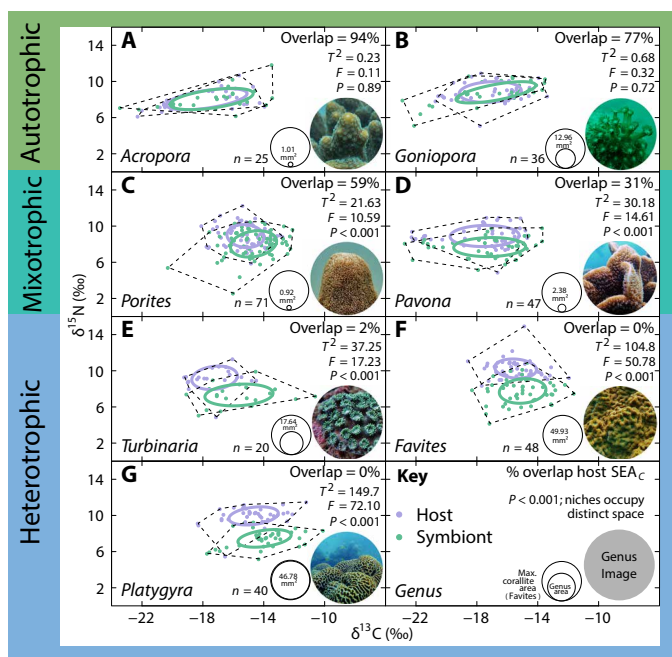 Autotrophic
Mixotrophic
Heterotrophic
δ15N (‰)
14
10
6
2
A
Overlap = 94%
T2 = 0.23
F = 0.11
P = 0.89
Acropora
n = 25
1.01
mm2
B
Overlap = 77%
T2 = 0.68
F = 0.32
P = 0.72
Goniopora
n = 36
12.96
mm2
14
10
6
2
C
Overlap = 59%
T2 = 21.63
F = 10.59
P < 0.001
Porites
n = 71
0.92
mm2
D
Overlap = 31%
T2 = 30.18
F = 14.61
P < 0.001
Pavona
n = 47
2.38
mm2
14
10
6
2
E
Overlap = 2%
T2 = 37.25
F = 17.23
P < 0.001
Turbinaria
n = 20
17.64
mm2
F
Overlap = 0%
T2 = 104.8
F = 50.78
P < 0.001
Favites
n = 48
49.93
mm2
14
10
6
2
G
Overlap = 0%
T2 = 149.7
F = 72.10
P < 0.001
Platygyra
n = 40
46.78
mm2
Key
% overlap host SEAC
P < 0.001; niches occupy
distinct space
Host
Symbiont
Genus
Max.
corallite
area
(Favites)
Genus
area
Genus
Image
−22 −18 −14 −10
−22 −18 −14 −10
δ13C (‰)